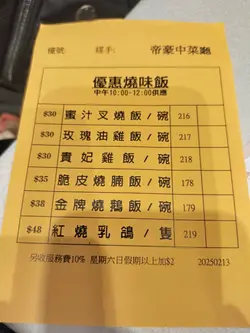 檯號: 經手: 帝豪中菜廳
優惠燒味飯
中午10:00-12:00供應
$30 蜜汁叉燒飯/碗 216
$30 玫瑰油雞飯/碗 217
$30 貴妃雞飯/碗 218
$35 脆皮燒腩飯/碗 179
$38 金牌燒鵝飯/碗 178
$48 紅燒乳鴿/隻 219
另收服務費10% 星期六日假期以上加$2 20250213